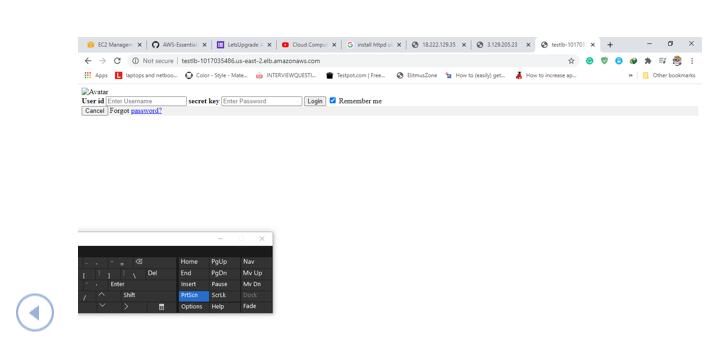 EC2 Managem
AWS-Essential
LetsUpgrade A
Cloud Comput
install httpd us
18.222.129.35
3.129.205.23
testlb-10170
Not secure | testlb-1017035486.us-east-2.elb.amazonaws.com
Apps
laptops and netboo...
Color - Style - Mate...
INTERVIEWQUESTI...
Testpot.com | Free...
ElitmusZone
How to (easily) get...
How to increase ap...
»
Other bookmarks
Avatar
User id Enter Username secret key Enter Password Login Remember me
Cancel Forgot password?
Home PgUp Nav
Del End PgDn Mv Up
Enter Insert Pause Mv Dn
Shift PrtScn ScrLk Dock
Options Help Fade